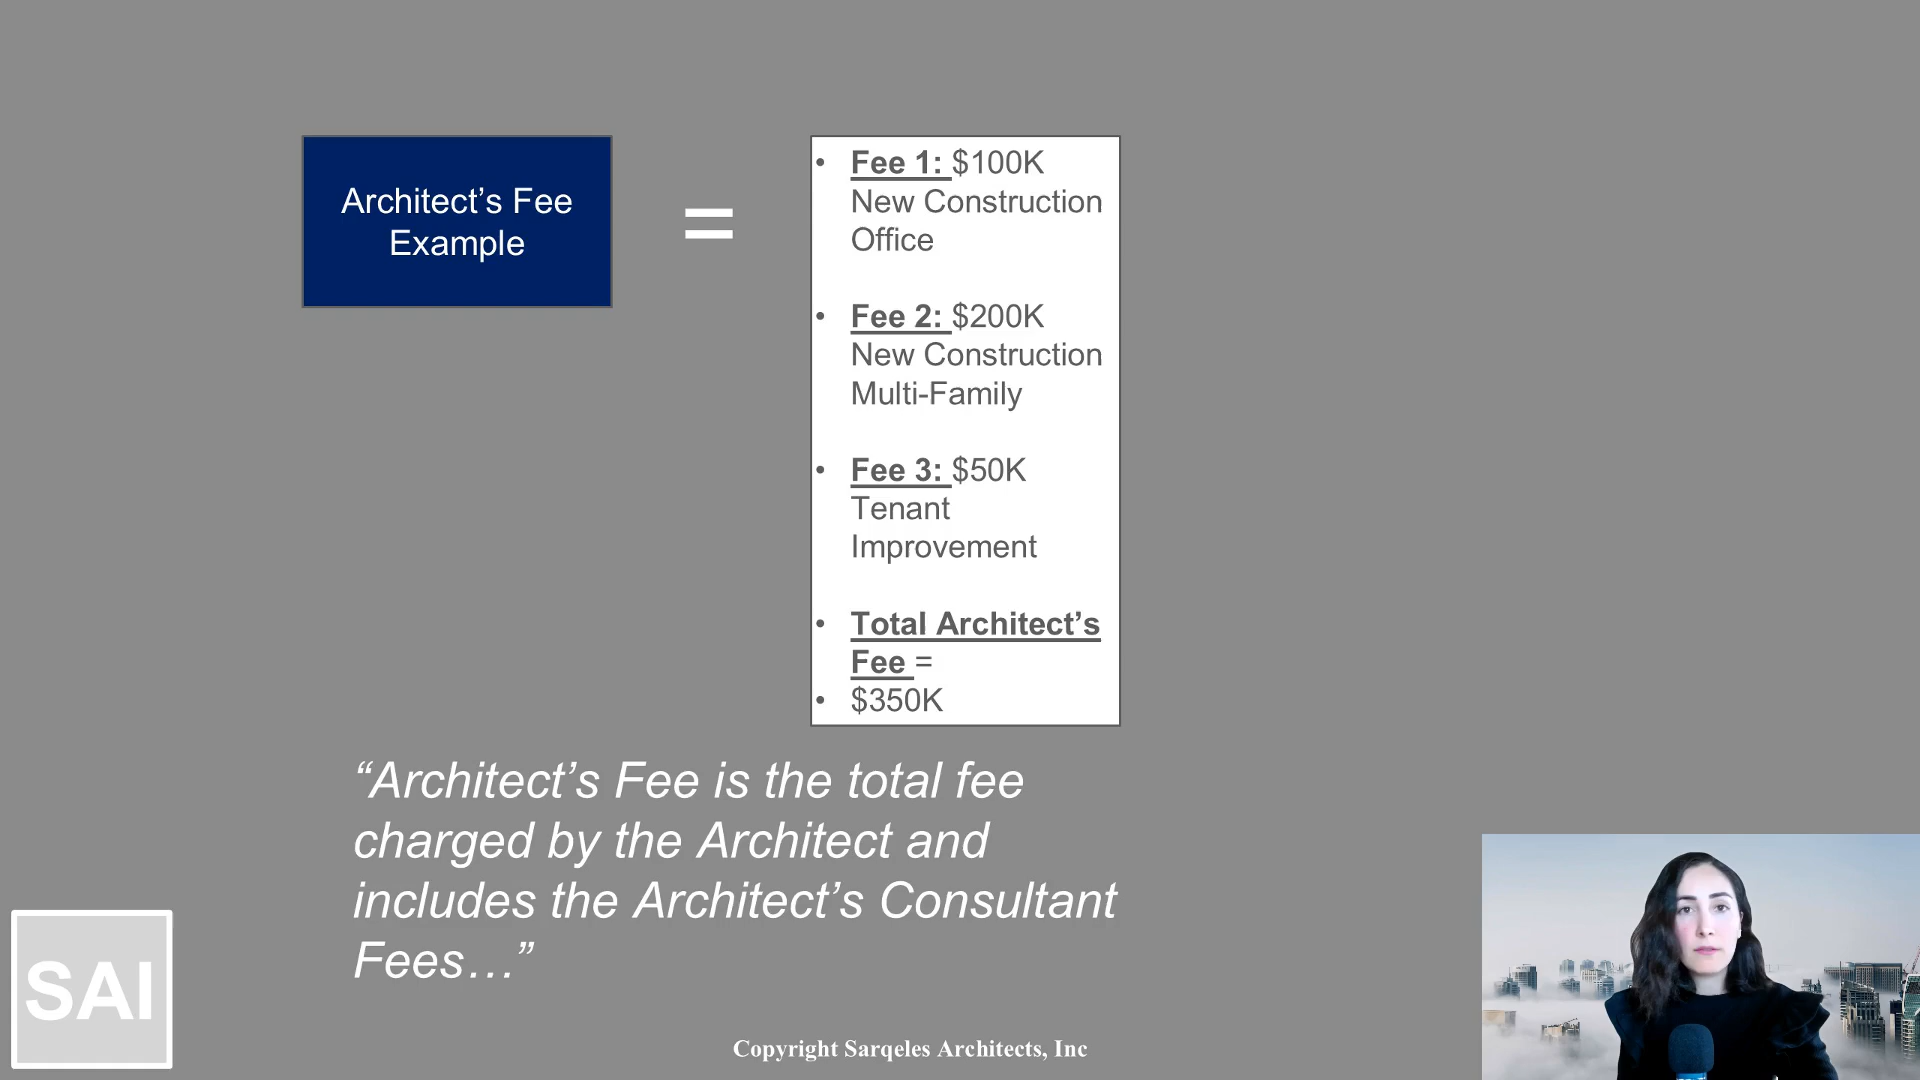 Architect’s Fee
Example
=
• Fee 1: $100K
New Construction
Office
• Fee 2: $200K
New Construction
Multi-Family
• Fee 3: $50K
Tenant
Improvement
• Total Architect’s
Fee =
• $350K
“Architect’s Fee is the total fee
charged by the Architect and
includes the Architect’s Consultant
Fees…”
SAI
Copyright Sarqeles Architects, Inc